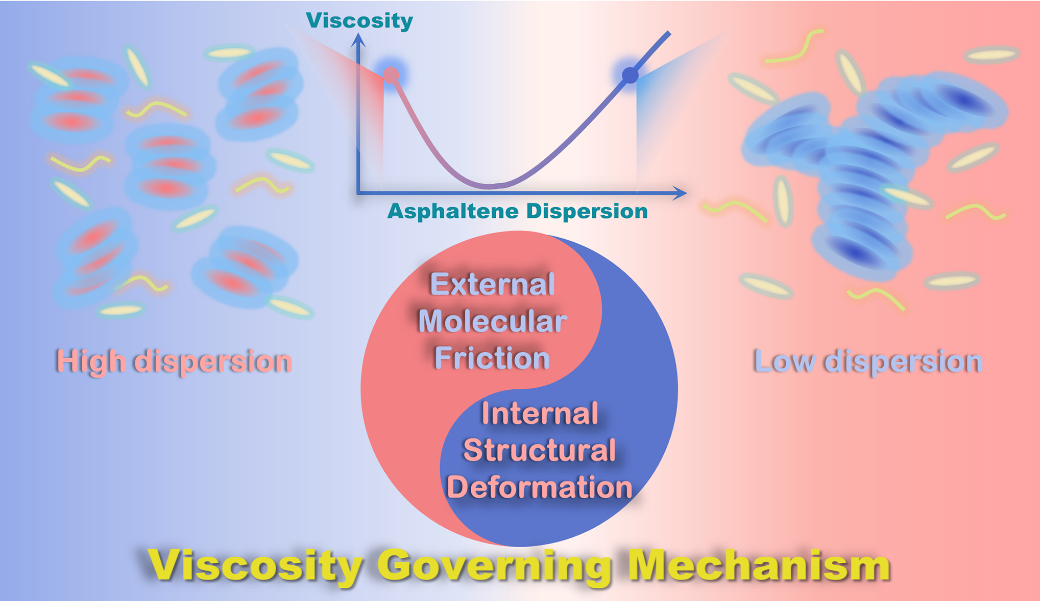 Viscosity
Asphaltene Dispersion
External
Molecular
Friction
High dispersion
Low dispersion
Internal
Structural
Deformation
Viscosity Governing Mechanism